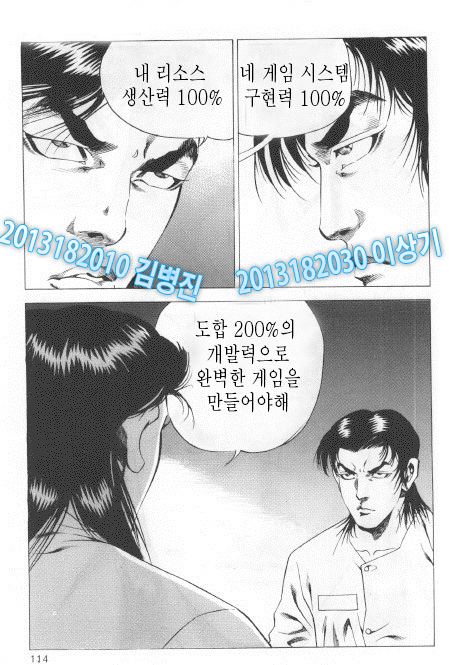 내 리소스
생산력 100%
네 게임 시스템
구현력 100%
2013182010 김병진
2013182030 이상기
도합 200%의
개발력으로
완벽한 게임을
만들어야해
114